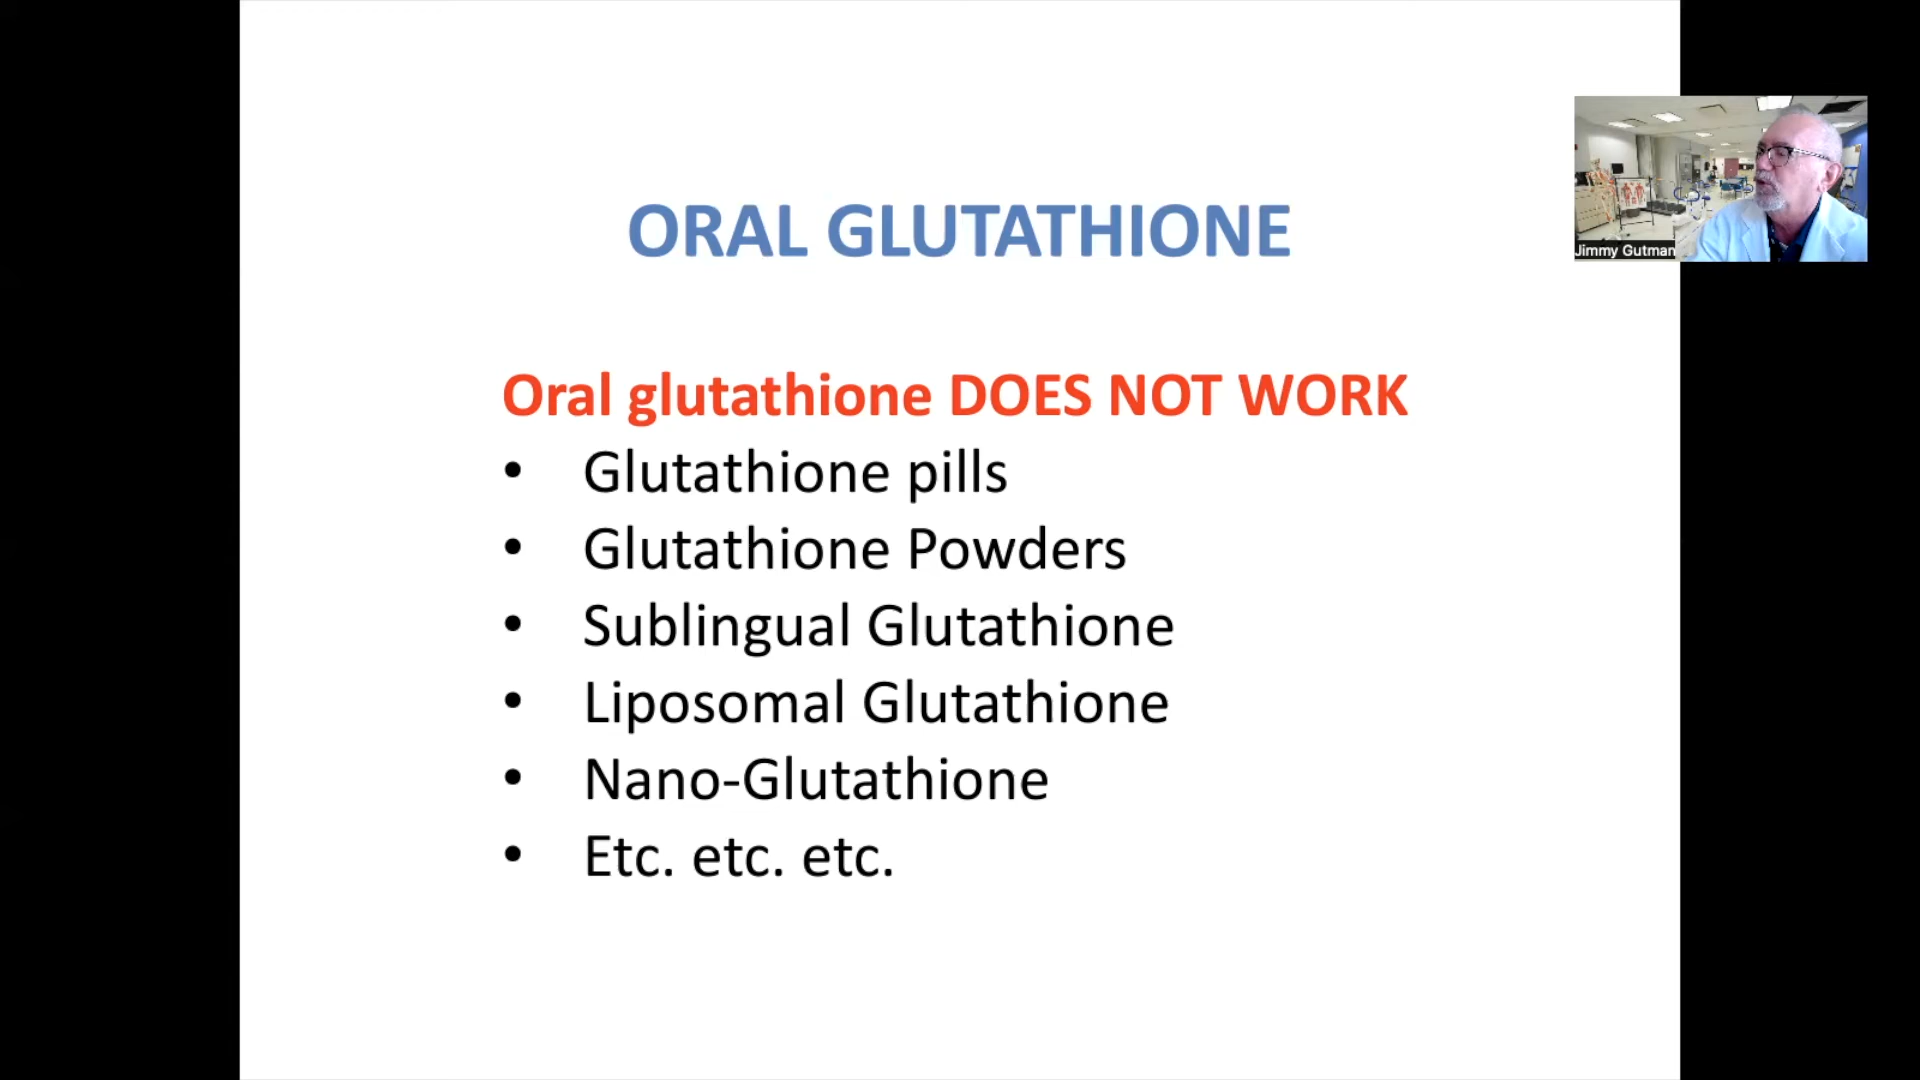 ORAL GLUTATHIONE
Oral glutathione DOES NOT WORK
• Glutathione pills
• Glutathione Powders
• Sublingual Glutathione
• Liposomal Glutathione
• Nano-Glutathione
• Etc. etc. etc.
Jimmy Gutman